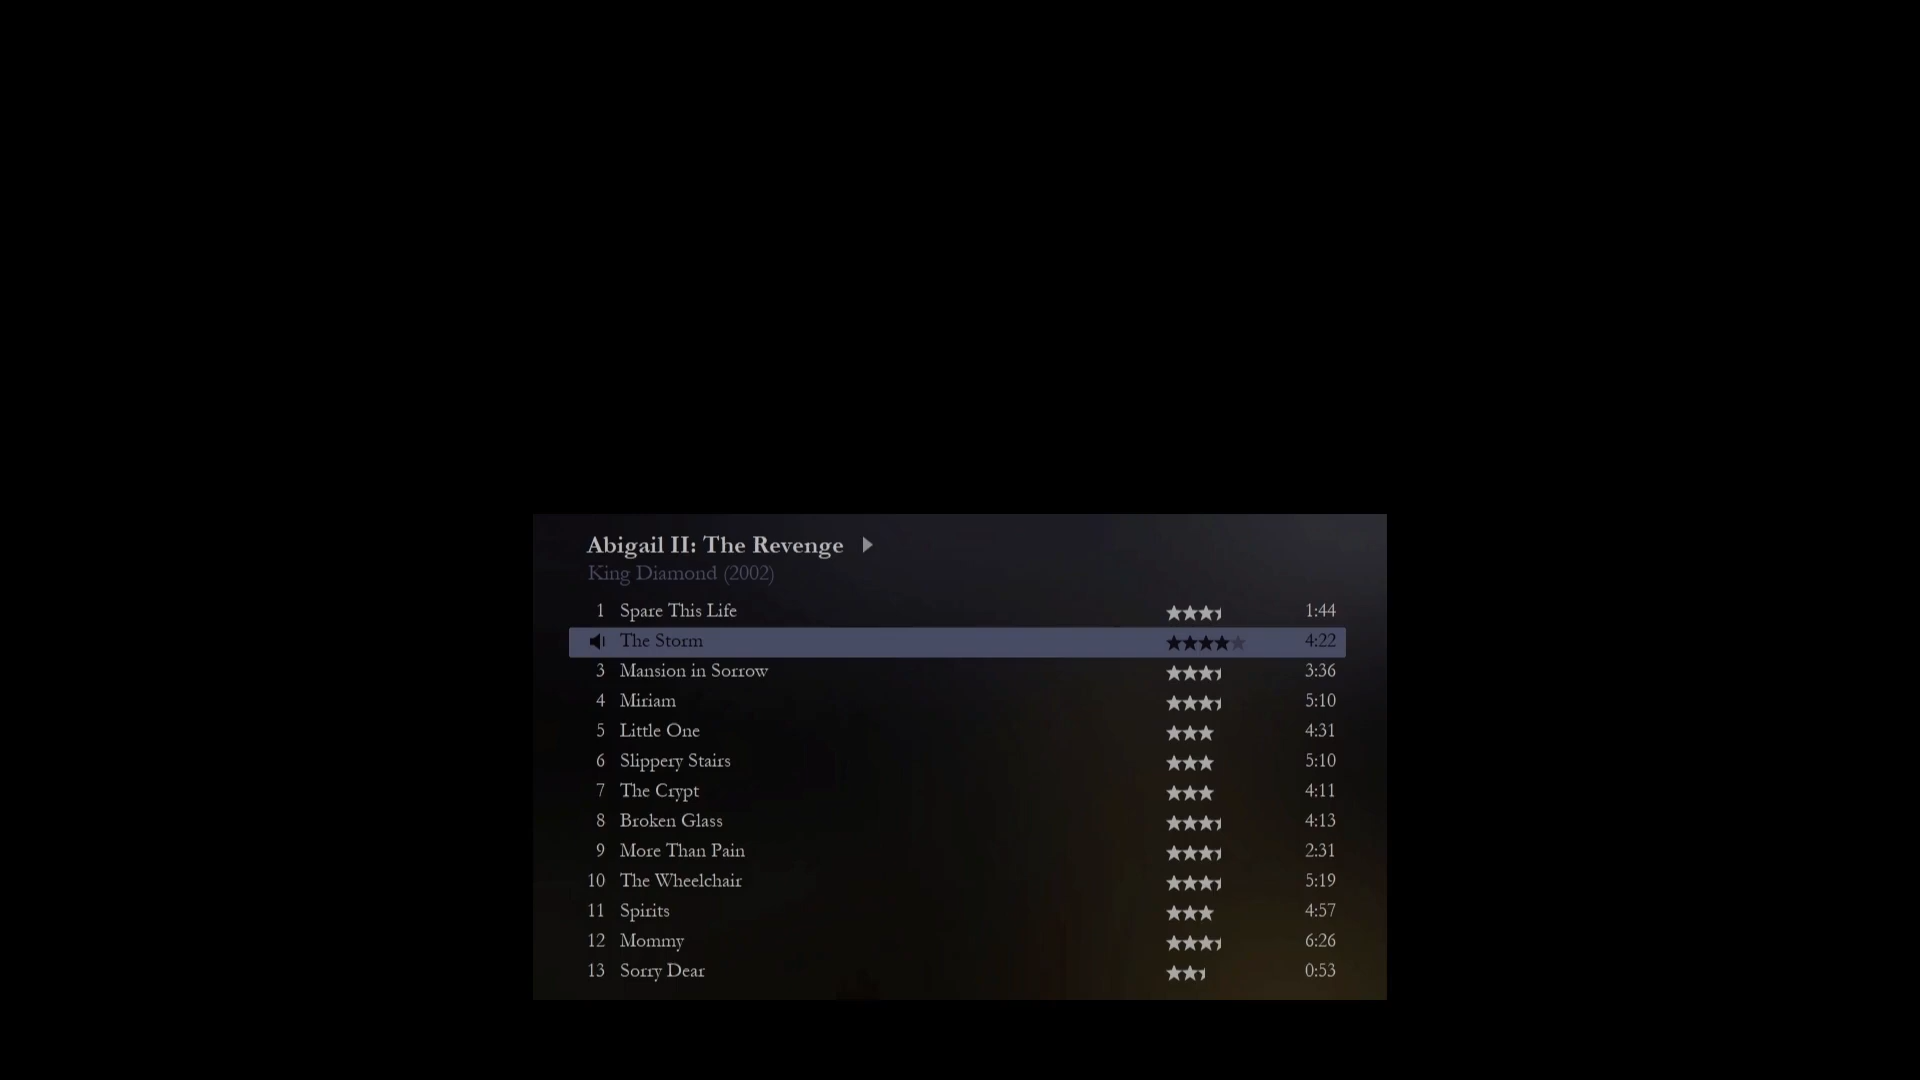 Abigail II: The Revenge
King Diamond (2002)
1 Spare This Life 1:44
The Storm 4:22
3 Mansion in Sorrow 3:36
4 Miriam 5:10
5 Little One 4:31
6 Slippery Stairs 5:10
7 The Crypt 4:11
8 Broken Glass 4:13
9 More Than Pain 2:31
10 The Wheelchair 5:19
11 Spirits 4:57
12 Mommy 6:26
13 Sorry Dear 0:53